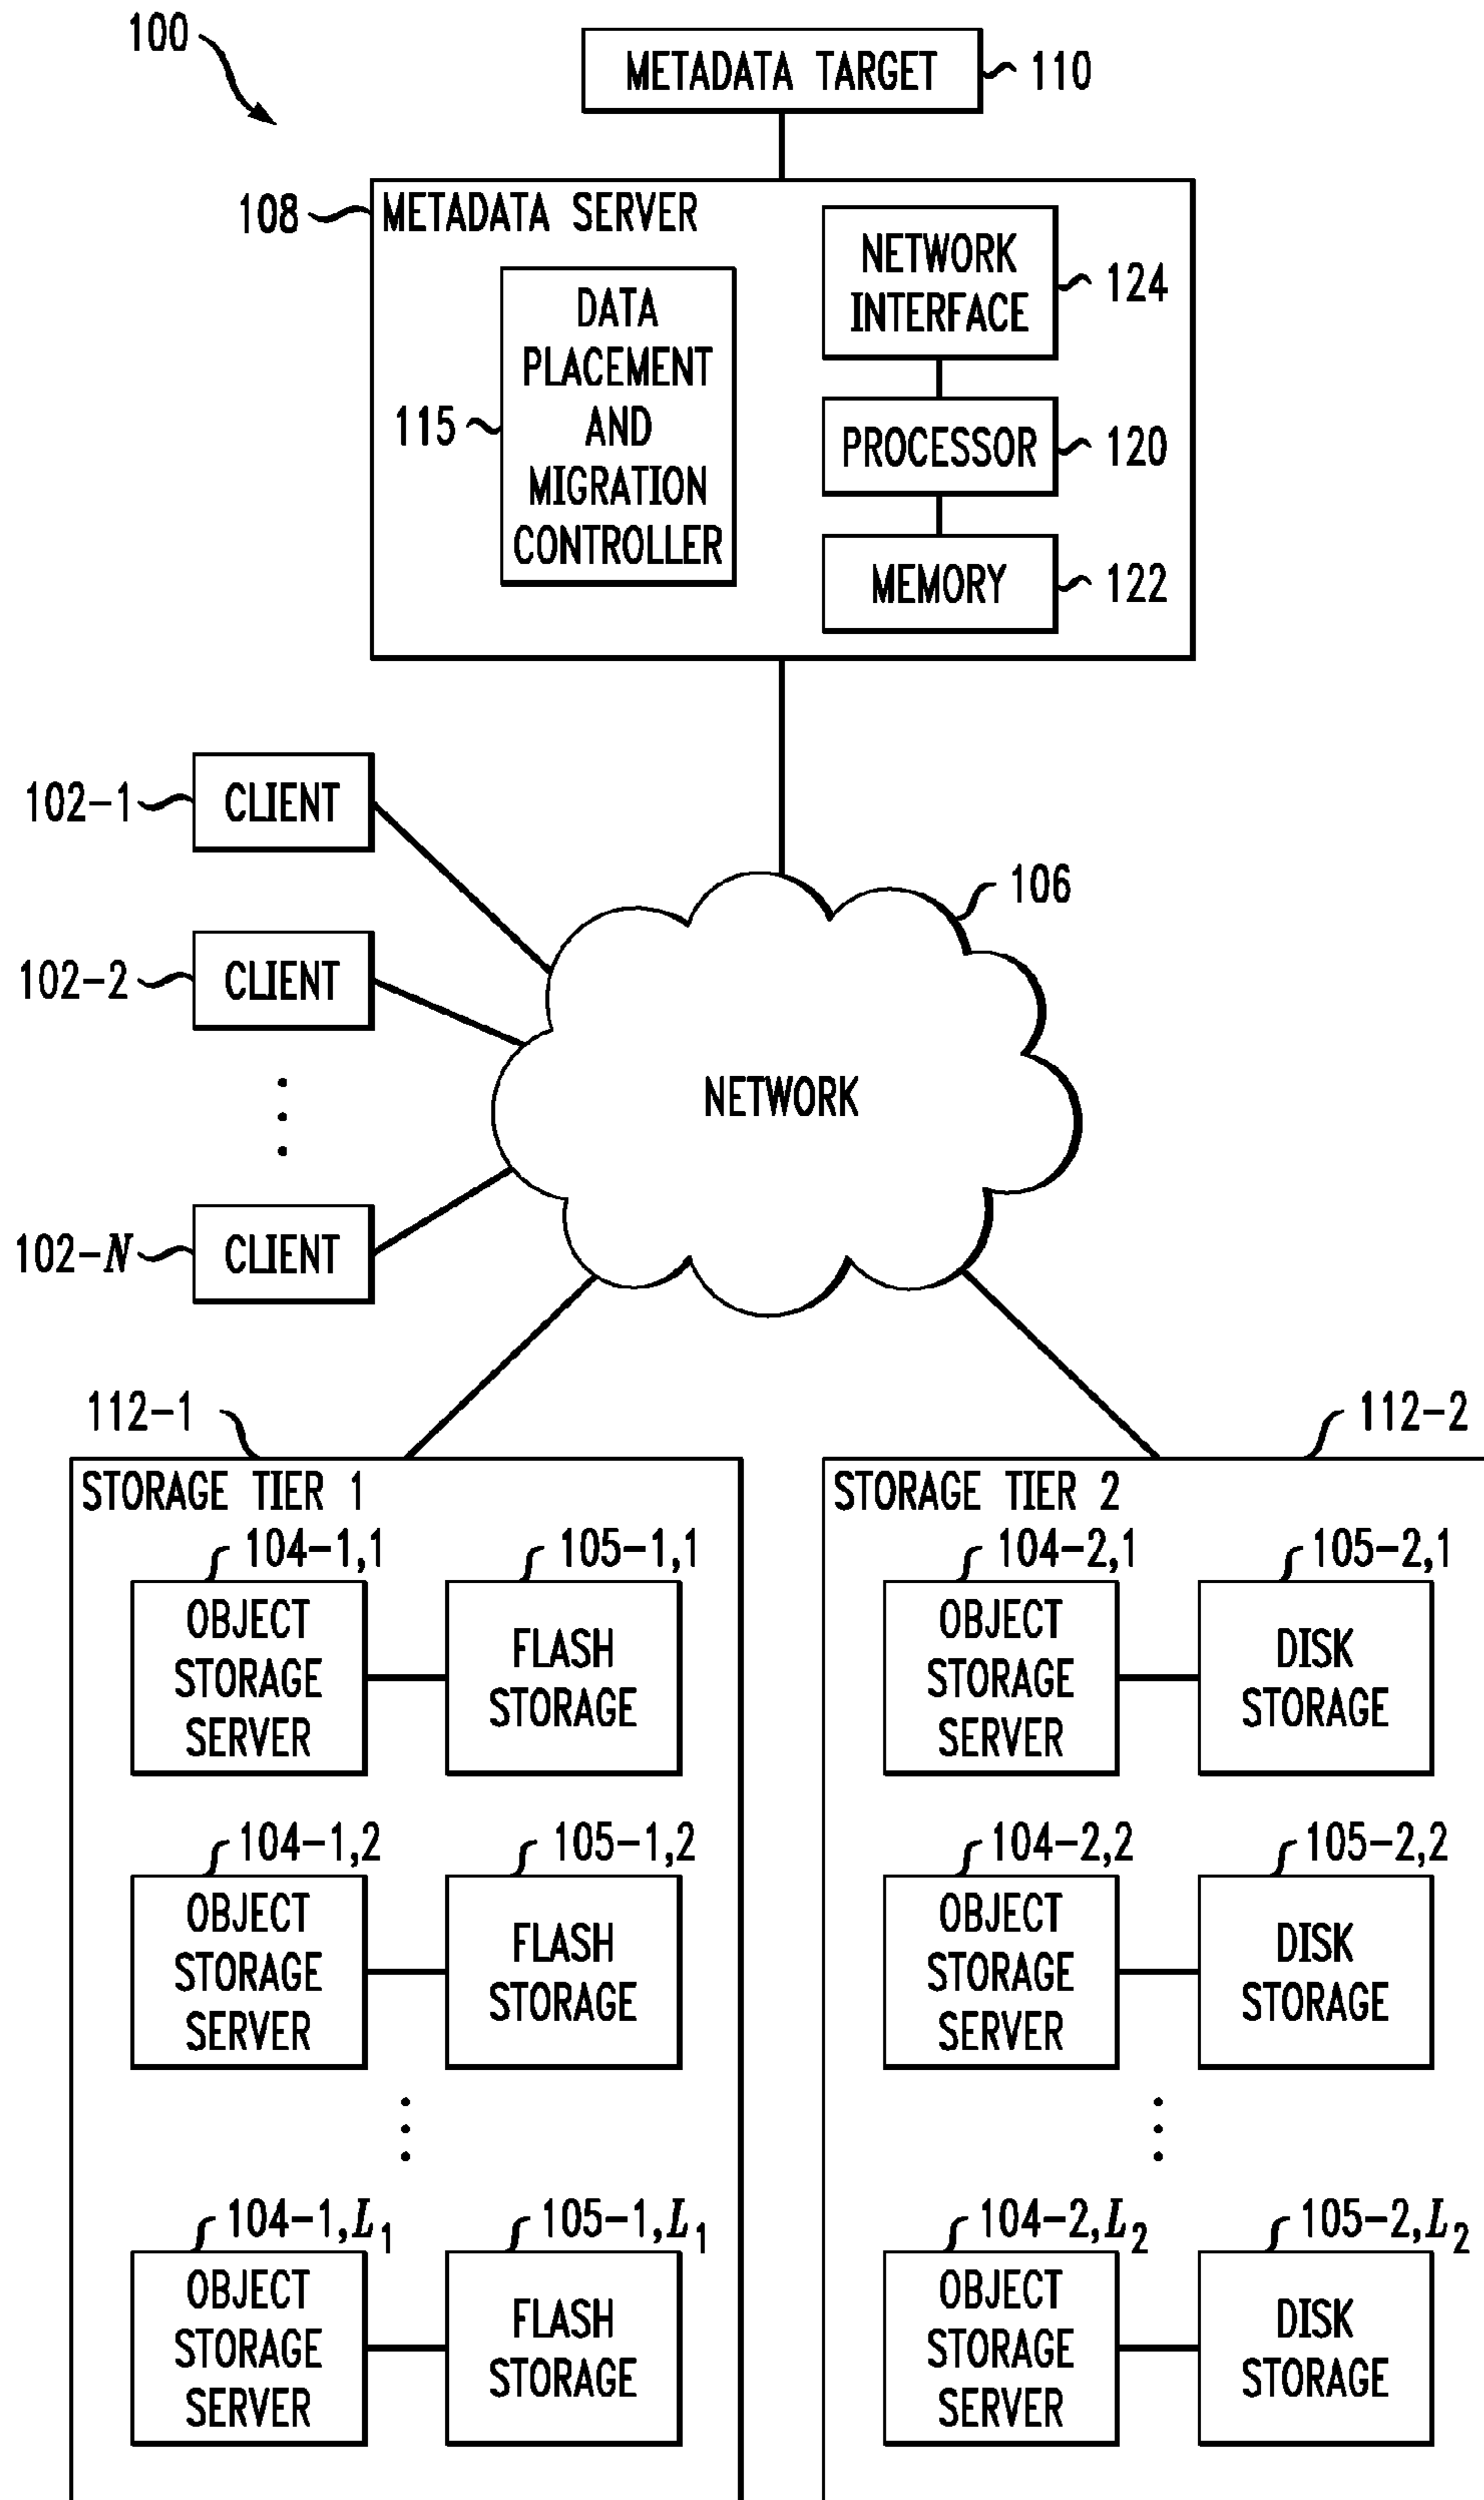 100
METADATA TARGET
110
108
METADATA SERVER
NETWORK
INTERFACE
124
DATA
PLACEMENT
AND
MIGRATION
CONTROLLER
115
PROCESSOR
120
MEMORY
122
102-1
CLIENT
106
102-2
CLIENT
NETWORK
102-N
CLIENT
112-1
112-2
STORAGE TIER 1
104-1,1
105-1,1
OBJECT
STORAGE
SERVER
FLASH
STORAGE
104-1,2
105-1,2
OBJECT
STORAGE
SERVER
FLASH
STORAGE
104-1,L1
105-1,L1
OBJECT
STORAGE
SERVER
FLASH
STORAGE
STORAGE TIER 2
104-2,1
105-2,1
OBJECT
STORAGE
SERVER
DISK
STORAGE
104-2,2
105-2,2
OBJECT
STORAGE
SERVER
DISK
STORAGE
104-2,L2
105-2,L2
OBJECT
STORAGE
SERVER
DISK
STORAGE